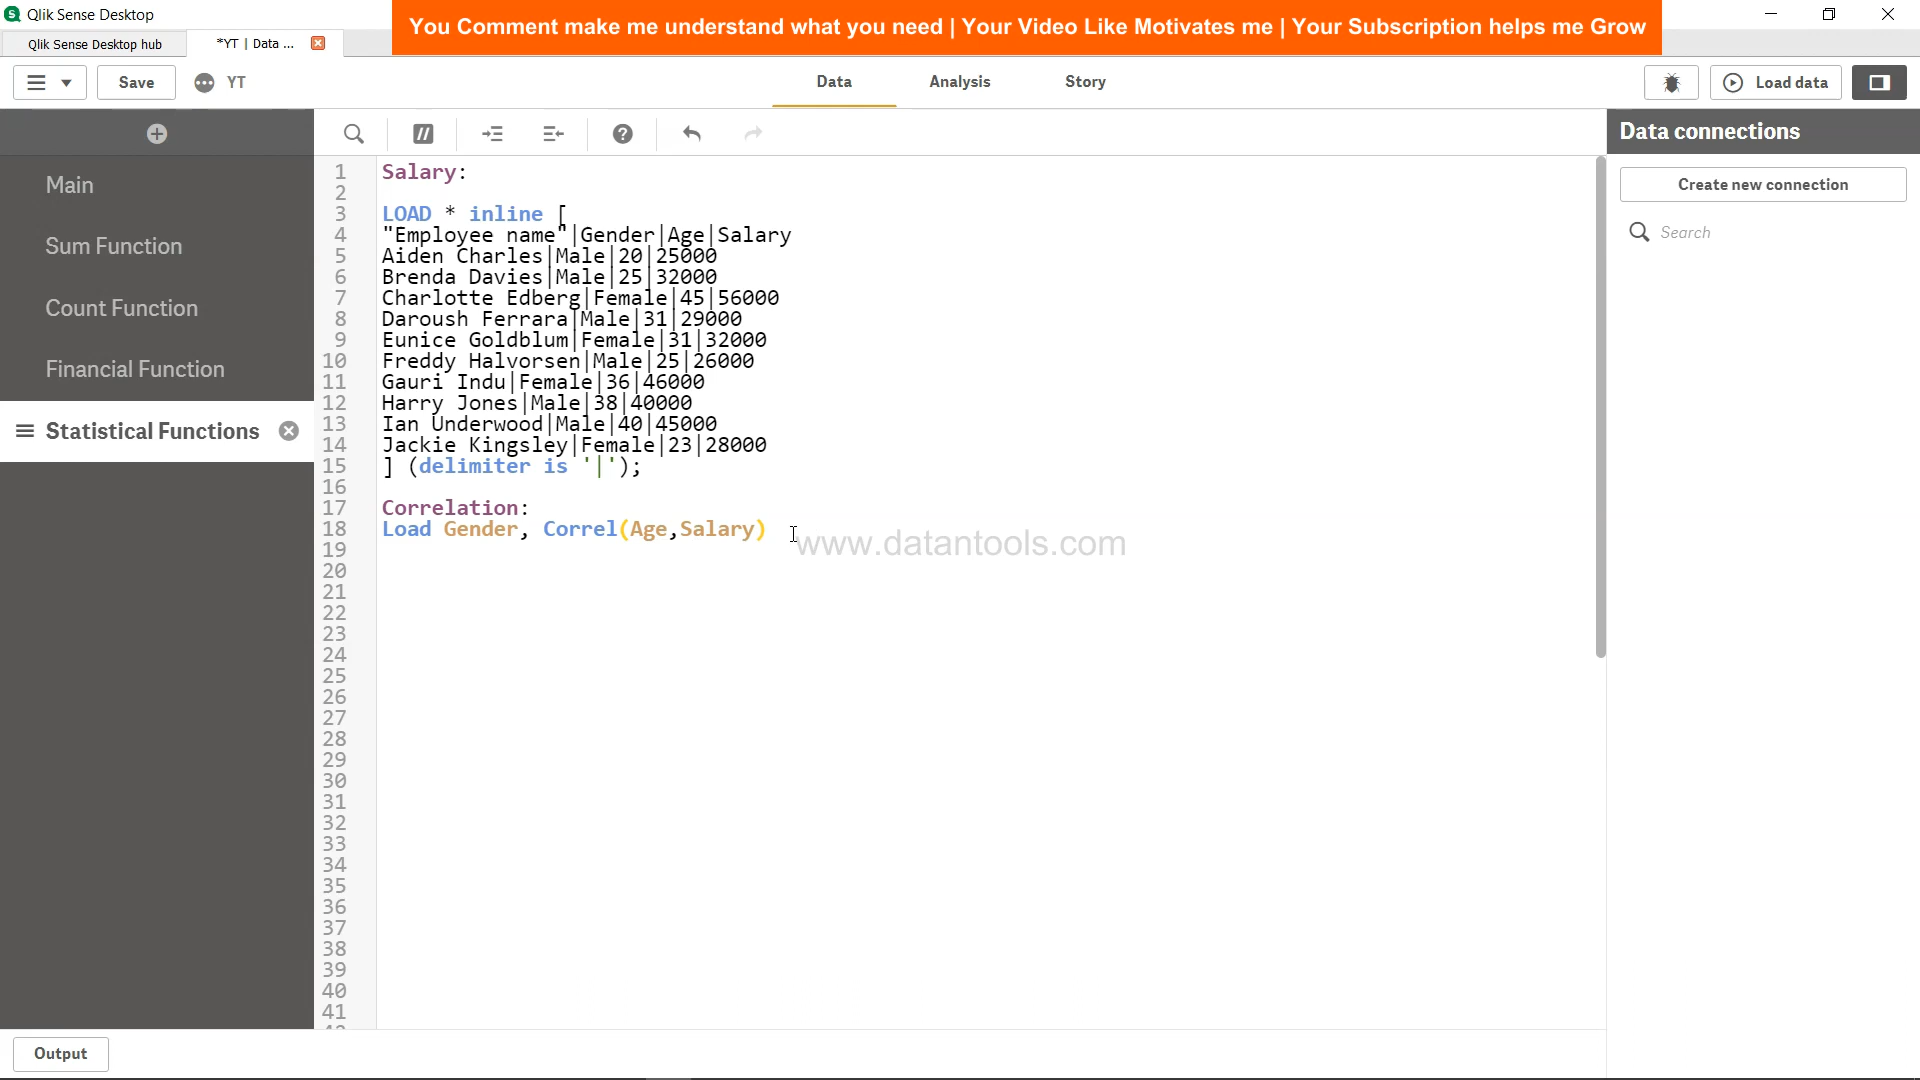 Qlik Sense Desktop
You Comment make me understand what you need | Your Video Like Motivates me | Your Subscription helps me Grow
Qlik Sense Desktop hub
*YT | Data ...
Save
YT
Data
Analysis
Story
Load data
Main
Sum Function
Count Function
Financial Function
Statistical Functions
1 Salary:
2
3 LOAD * inline [
4 "Employee name"|Gender|Age|Salary
5 Aiden Charles|Male|20|25000
6 Brenda Davies|Male|25|32000
7 Charlotte Edberg|Female|45|56000
8 Daroush Ferrara|Male|31|29000
9 Eunice Goldblum|Female|31|32000
10 Freddy Halvorsen|Male|25|26000
11 Gauri Indu|Female|36|46000
12 Harry Jones|Male|38|40000
13 Ian Underwood|Male|40|45000
14 Jackie Kingsley|Female|23|28000
15 ] (delimiter is '|');
16
17 Correlation:
18 Load Gender, Correl(Age,Salary)
www.datantools.com
19
20
21
22
23
24
25
26
27
28
29
30
31
32
33
34
35
36
37
38
39
40
41
Data connections
Create new connection
Search
Output